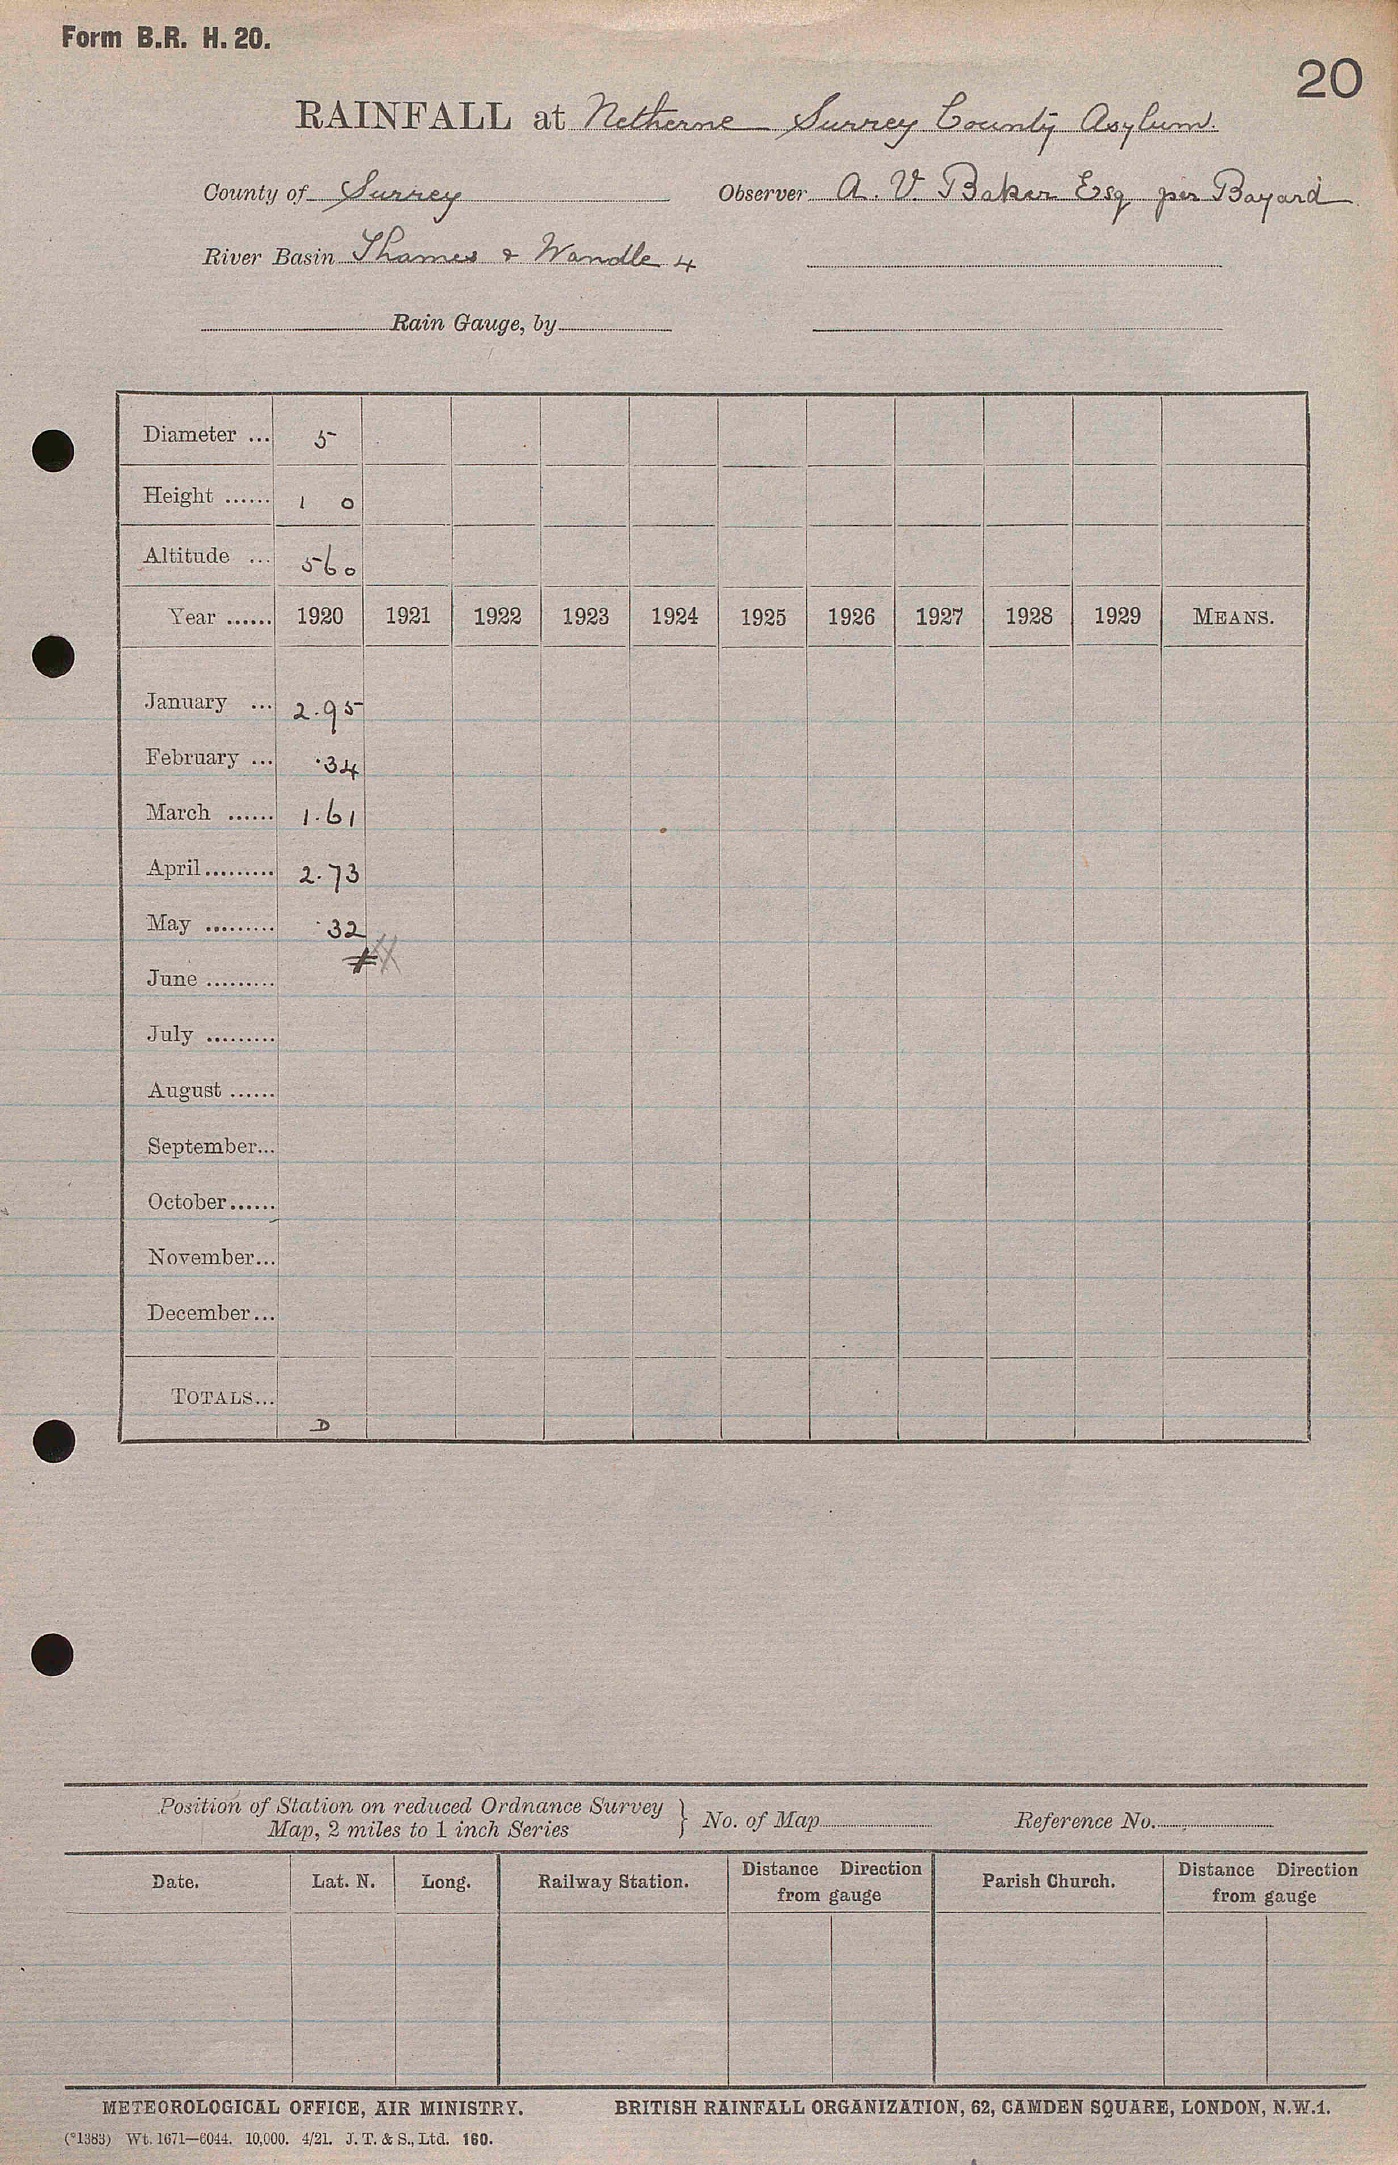 Form B.R. H. 20.
20
RAINFALL at Netherne Surrey County Asylum.
County of Surrey Observer A. V. Baker Esq per Bayard
River Basin Thames & Wandle 4
Rain Gauge, by
Diameter ... 5
Height ...... 1 0
Altitude ... 560
Year ...... 1920 1921 1922 1923 1924 1925 1926 1927 1928 1929 MEANS.
January ... 2.95
February ... .34
March ...... 1.61
April ......... 2.73
May ......... .32
#
June .........
July .........
August ......
September...
October......
November...
December...
TOTALS...
D
Position of Station on reduced Ordnance Survey
Map, 2 miles to 1 inch Series } No. of Map Reference No.
Date. Lat. N. Long. Railway Station. Distance Direction from gauge Parish Church. Distance Direction from gauge
METEOROLOGICAL OFFICE, AIR MINISTRY. BRITISH RAINFALL ORGANIZATION, 62, CAMDEN SQUARE, LONDON, N.W.1.
(*1383) Wt. 1671—6044. 10,000. 4/21. J. T. & S., Ltd. 160.